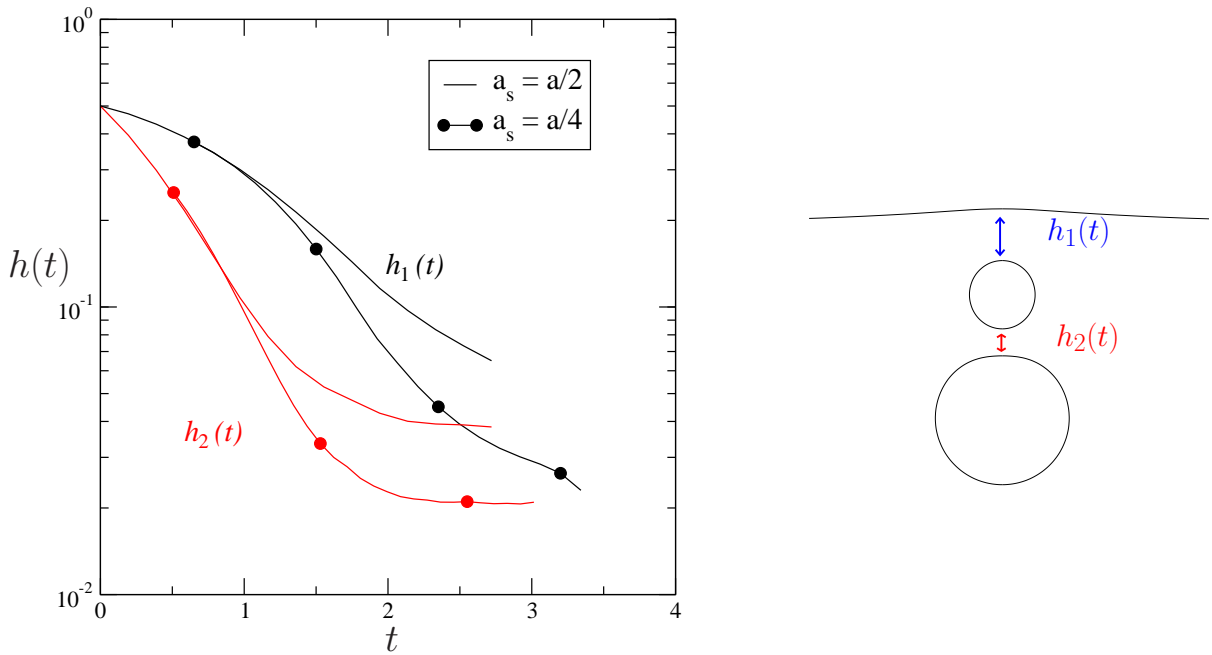 10^0
a_s = a/2
a_s = a/4
h(t)
h_1(t)
10^-1
h_2(t)
10^-2
0
1
2
3
4
t
h_1(t)
h_2(t)